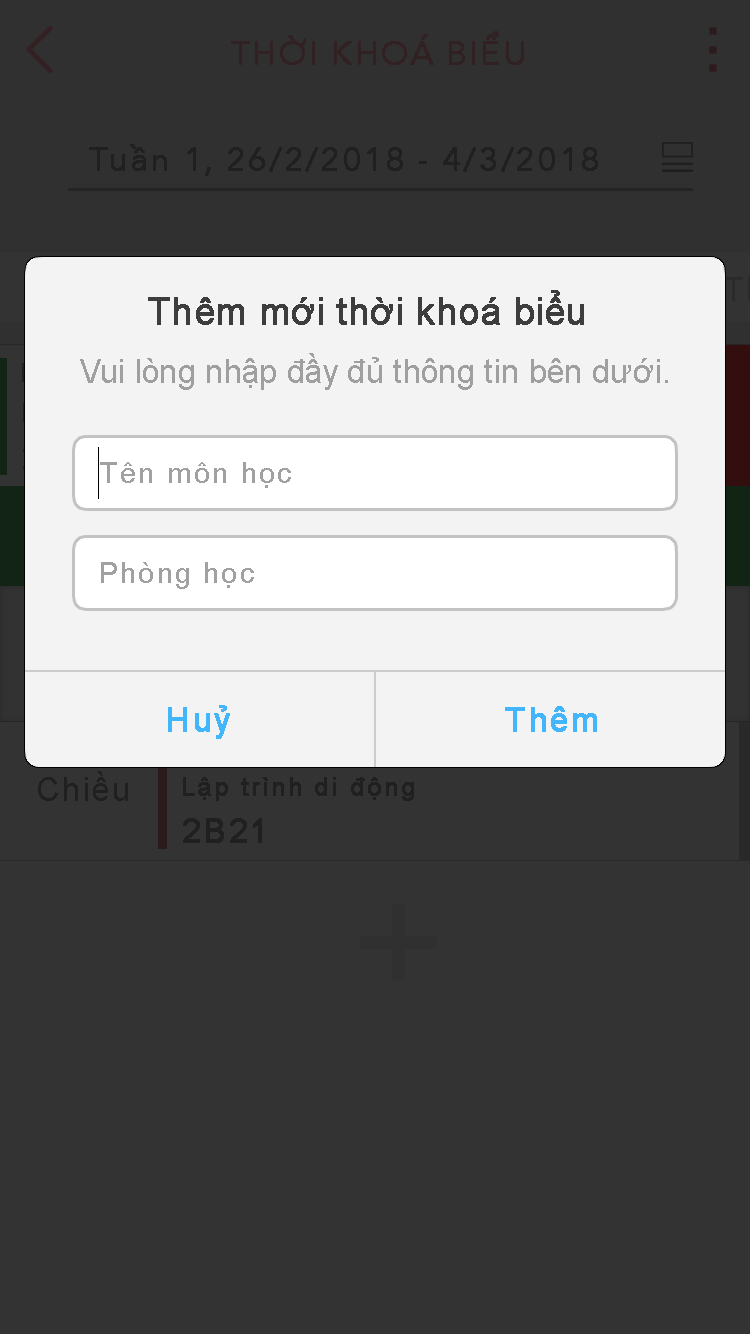 THỜI KHOÁ BIỂU
Tuần 1, 26/2/2018 - 4/3/2018
Thêm mới thời khoá biểu
Vui lòng nhập đầy đủ thông tin bên dưới.
Tên môn học
Phòng học
Huỷ
Thêm
Chiều
Lập trình di động
2B21